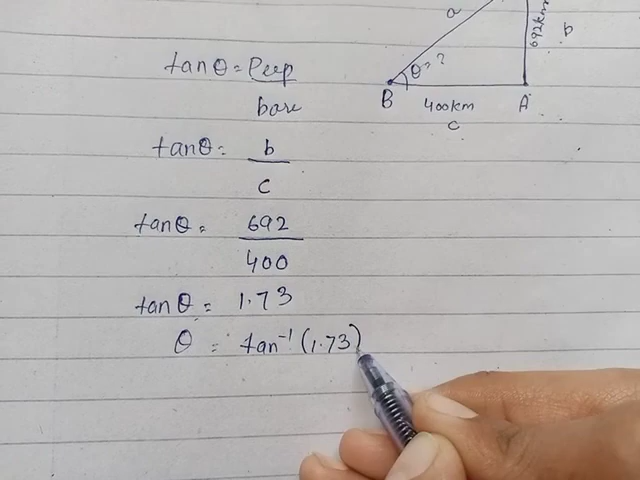 a
692km
b
θ=?
B
400km
A
c
tanθ = Perp
base
tanθ = b
c
tanθ = 692
400
tanθ = 1.73
θ = tan⁻¹(1.73)